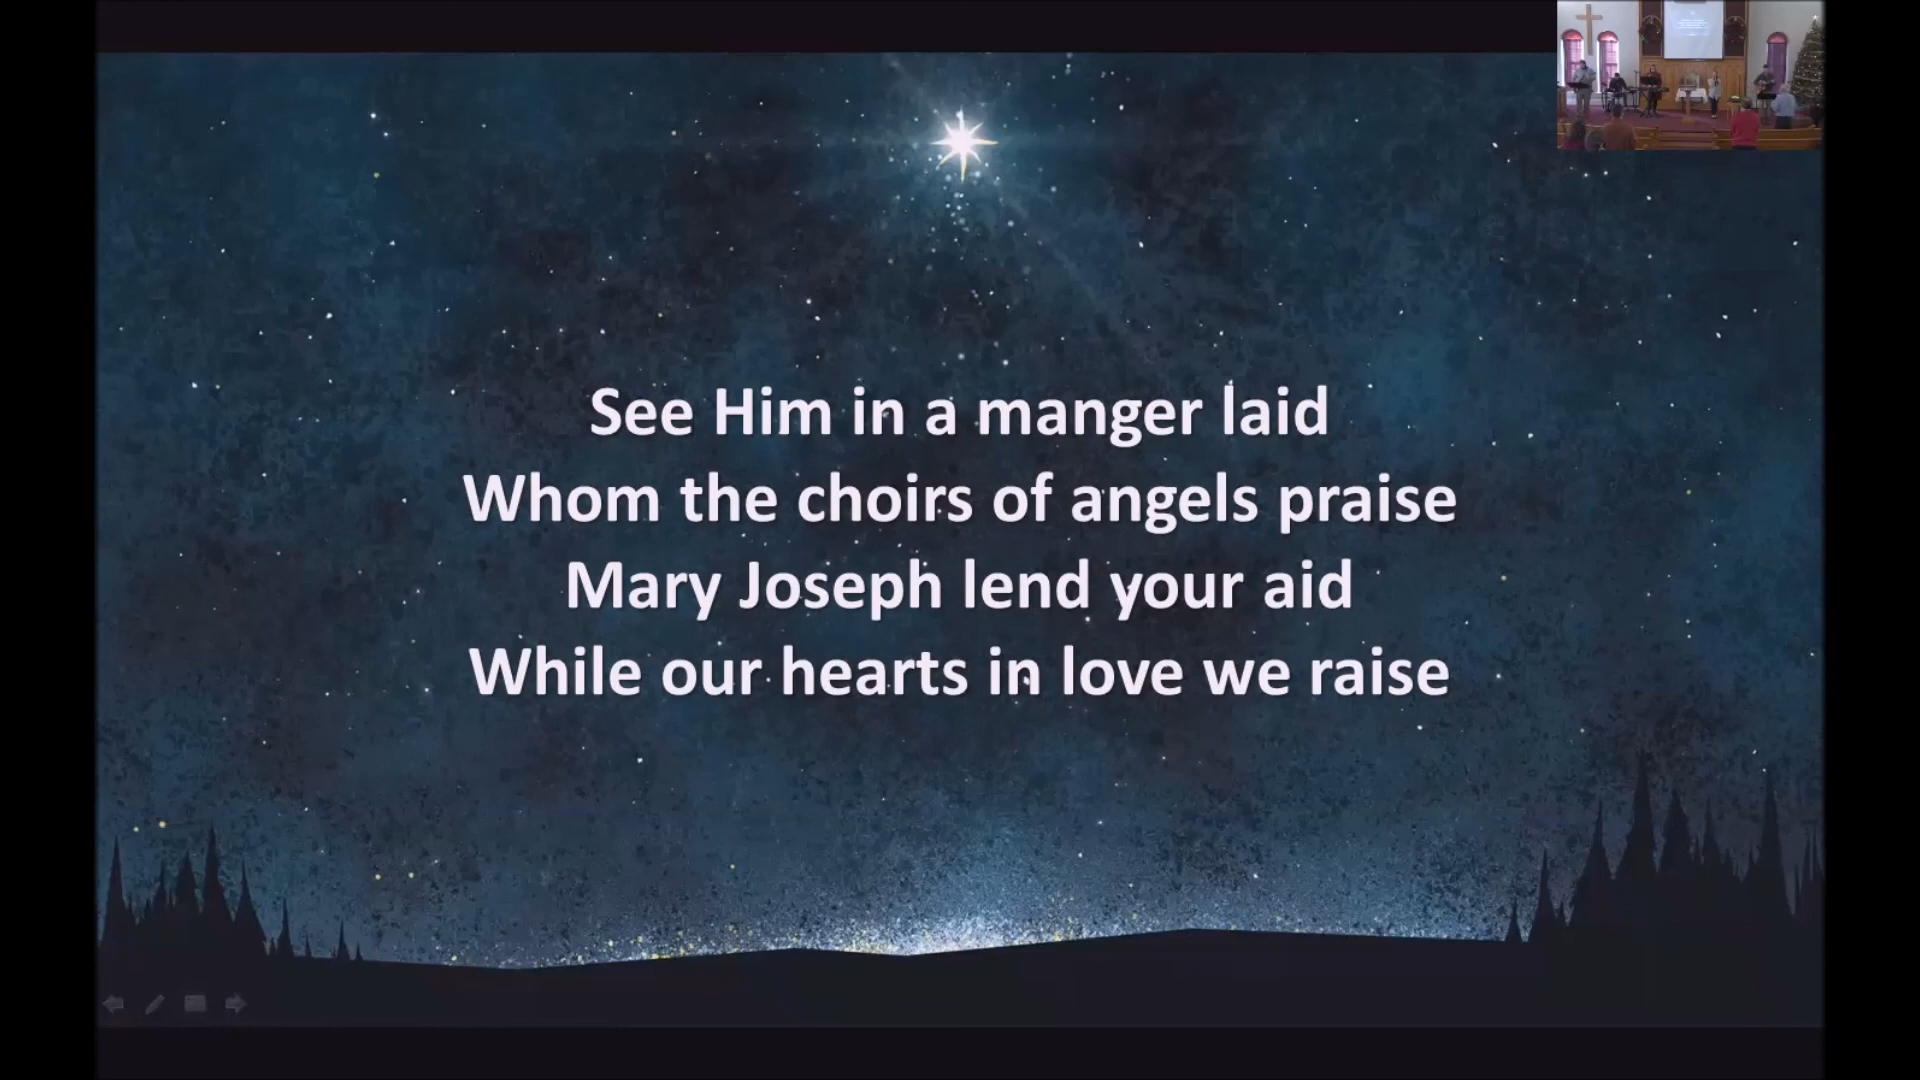 See Him in a manger laid
Whom the choirs of angels praise
Mary Joseph lend your aid
While our hearts in love we raise